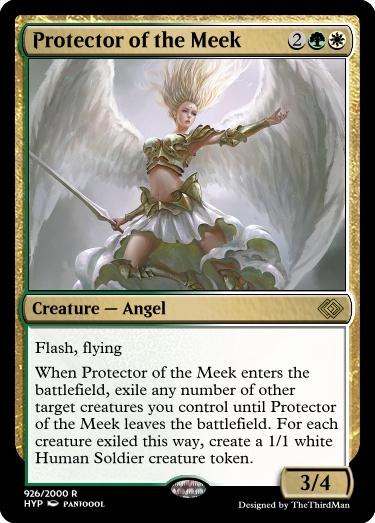 Protector of the Meek 2
Creature — Angel
Flash, flying
When Protector of the Meek enters the
battlefield, exile any number of other
target creatures you control until Protector
of the Meek leaves the battlefield. For each
creature exiled this way, create a 1/1 white
Human Soldier creature token.
3/4
926/2000 R
HYP PANIOOOL Designed by TheThirdMan